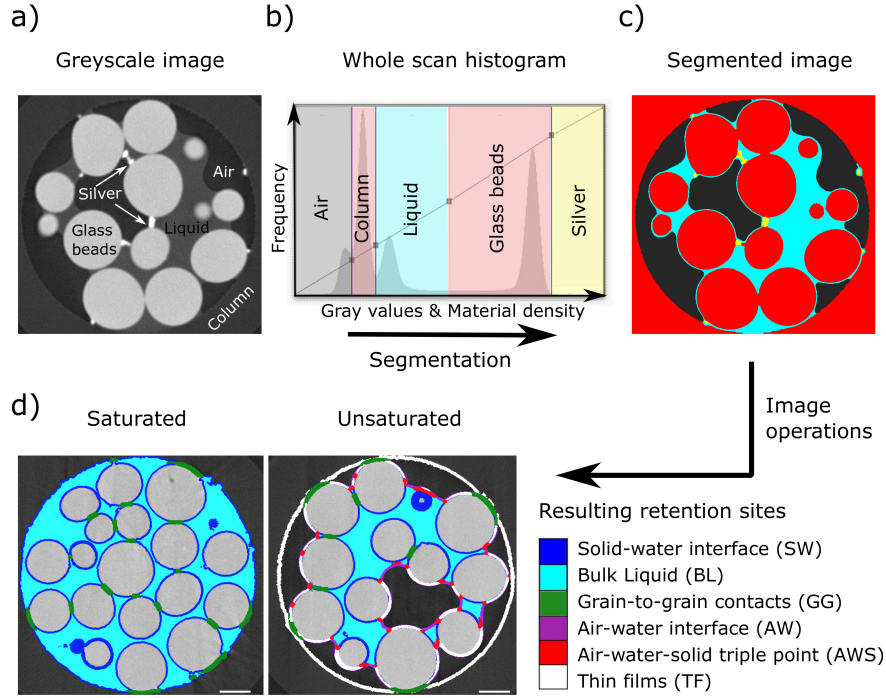 a)
Greyscale image
Air
Silver
Glass
beads
Liquid
Column
b)
Whole scan histogram
Frequency
Air
Column
Liquid
Glass beads
Silver
Gray values & Material density
Segmentation
c)
Segmented image
Image
operations
d)
Saturated
Unsaturated
Resulting retention sites
Solid-water interface (SW)
Bulk Liquid (BL)
Grain-to-grain contacts (GG)
Air-water interface (AW)
Air-water-solid triple point (AWS)
Thin films (TF)